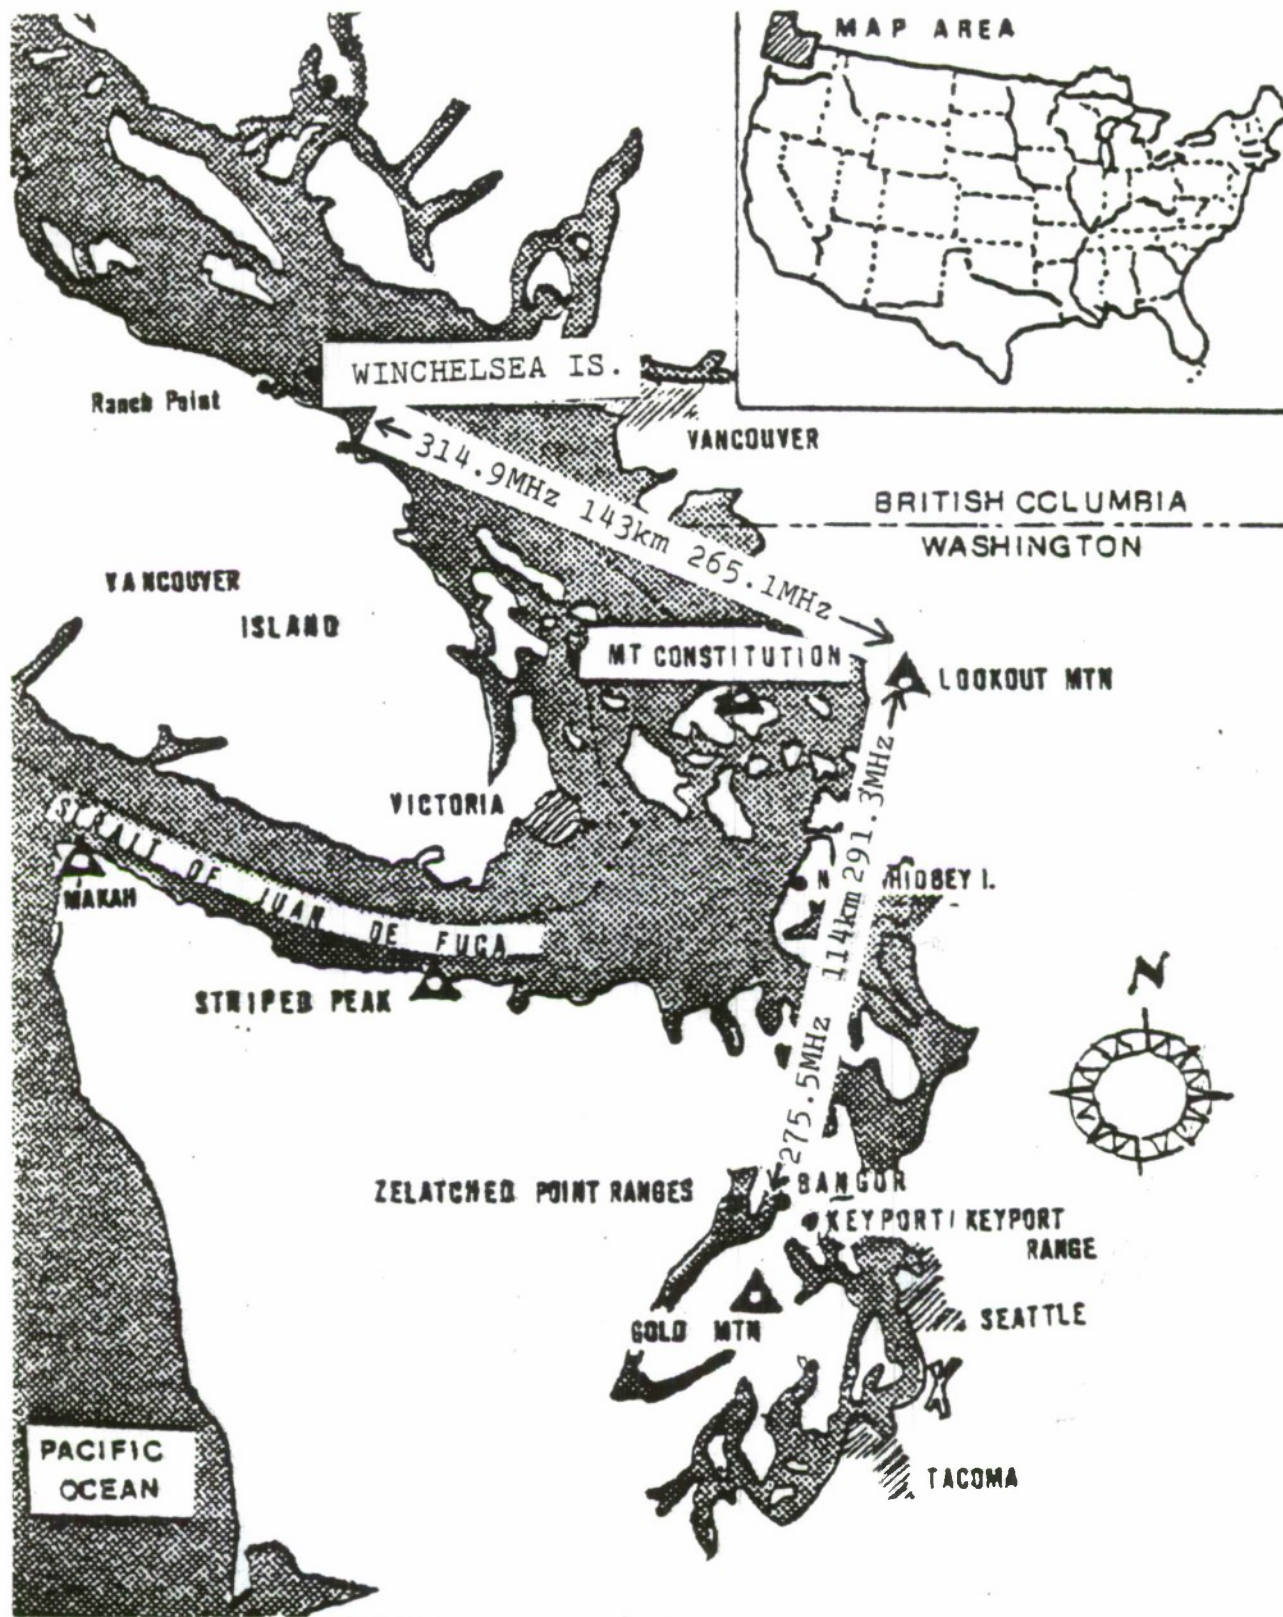 MAP AREA
WINCHELSEA IS.
Ranch Point
VANCOUVER
314.9MHz 143km 265.1MHz
BRITISH CCLUMBIA
WASHINGTON
VANCOUVER
ISLAND
MT CONSTITUTION
LOOKOUT MTN
VICTORIA
STRAIT OF JUAN DE FUCA
MAKAH
N HIDBEY I.
275.5MHz 114km 291.3MHz
STRIPED PEAK
N
ZELATCHED POINT RANGES
BANGOR
KEYPORT/KEYPORT
RANGE
SEATTLE
GOLD MTN
PACIFIC
OCEAN
TACOMA